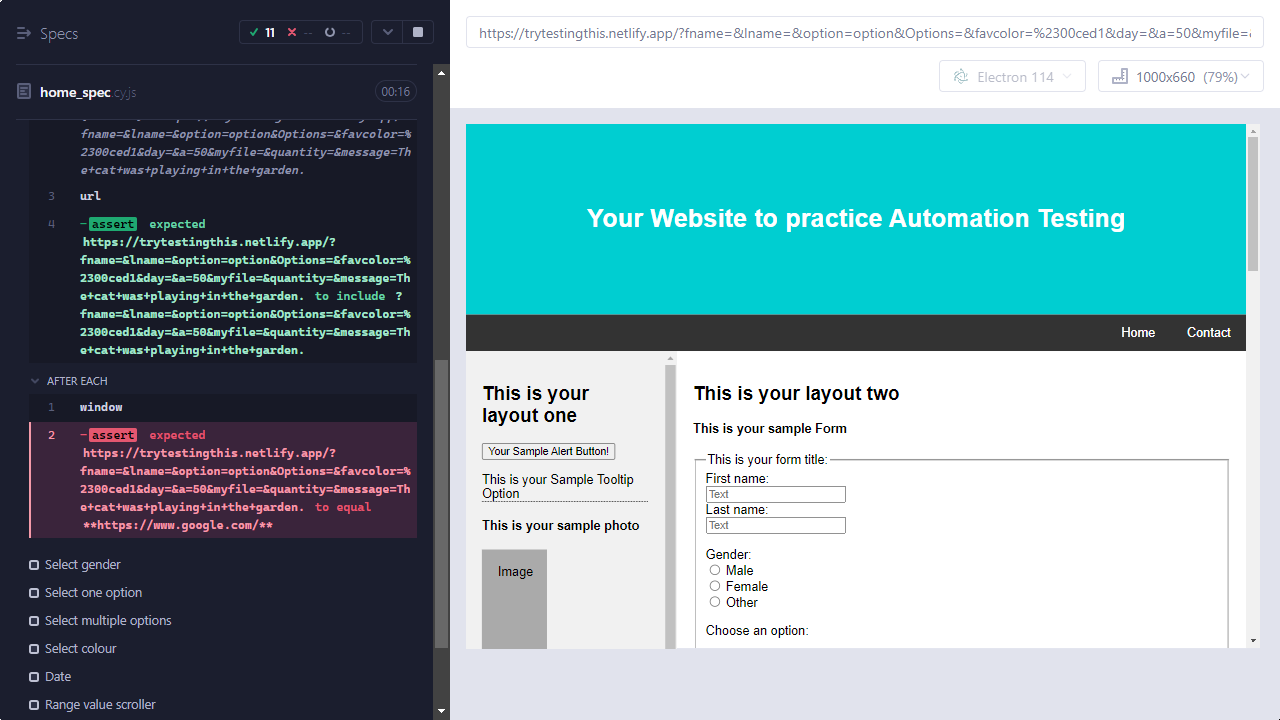 Specs
11
--
--
https://trytestingthis.netlify.app/?fname=&lname=&option=option&Options=&favcolor=%2300ced1&day=&a=50&myfile=
Electron 114
1000x660 (79%)
home_spec.cy.js
00:16
fname=&lname=&option=option&Options=&favcolor=%
2300ced1&day=&a=50&myfile=&quantity=&message=Th
e+cat+was+playing+in+the+garden.
3 url
4 -assert expected
https://trytestingthis.netlify.app/?
fname=&lname=&option=option&Options=&favcolor=%
2300ced1&day=&a=50&myfile=&quantity=&message=Th
e+cat+was+playing+in+the+garden. to include ?
fname=&lname=&option=option&Options=&favcolor=%
2300ced1&day=&a=50&myfile=&quantity=&message=Th
e+cat+was+playing+in+the+garden.
AFTER EACH
1 window
2 -assert expected
https://trytestingthis.netlify.app/?
fname=&lname=&option=option&Options=&favcolor=%
2300ced1&day=&a=50&myfile=&quantity=&message=Th
e+cat+was+playing+in+the+garden. to equal
**https://www.google.com/**
Select gender
Select one option
Select multiple options
Select colour
Date
Range value scroller
Your Website to practice Automation Testing
Home
Contact
This is your
layout one
Your Sample Alert Button!
This is your Sample Tooltip
Option
This is your sample photo
Image
This is your layout two
This is your sample Form
This is your form title:
First name:
Text
Last name:
Text
Gender:
Male
Female
Other
Choose an option: